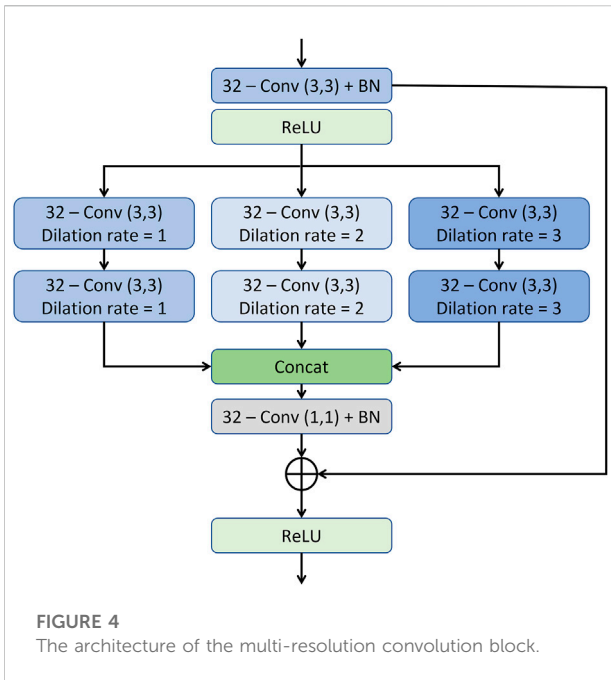 32 – Conv (3,3) + BN
ReLU
32 – Conv (3,3)
Dilation rate = 1
32 – Conv (3,3)
Dilation rate = 2
32 – Conv (3,3)
Dilation rate = 3
32 – Conv (3,3)
Dilation rate = 1
32 – Conv (3,3)
Dilation rate = 2
32 – Conv (3,3)
Dilation rate = 3
Concat
32 – Conv (1,1) + BN
ReLU
FIGURE 4
The architecture of the multi-resolution convolution block.